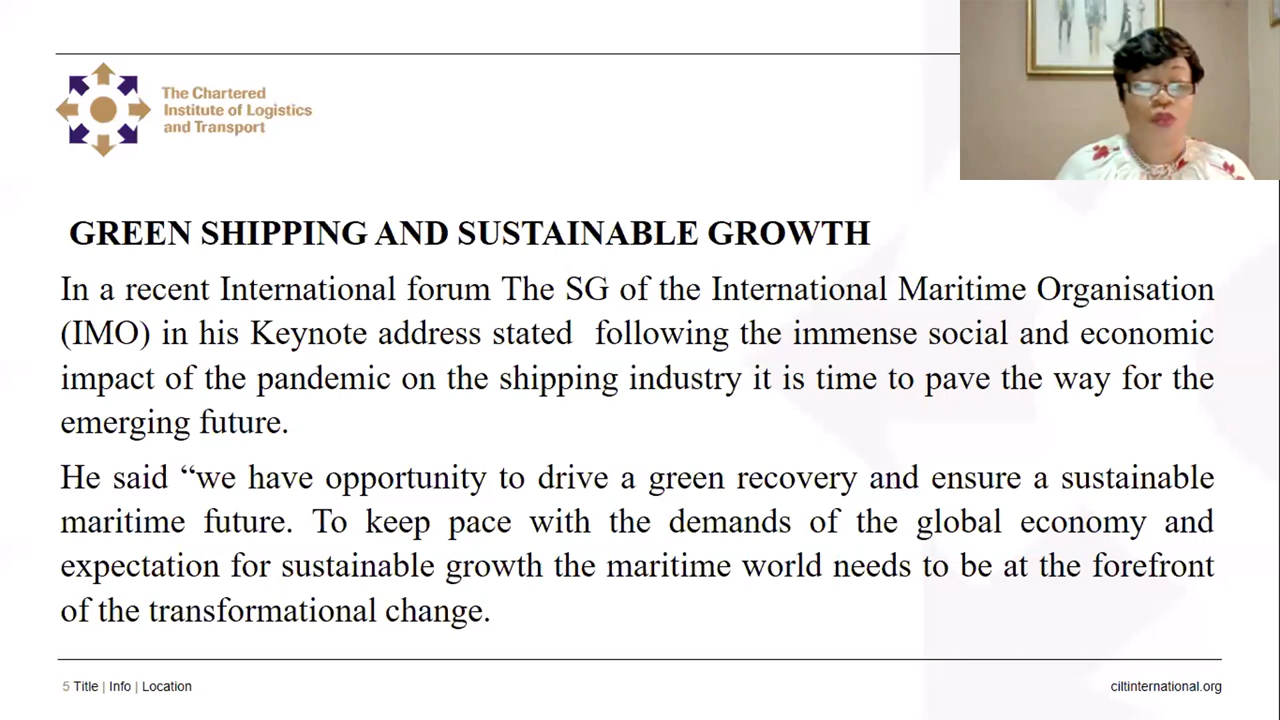 The Chartered
Institute of Logistics
and Transport
GREEN SHIPPING AND SUSTAINABLE GROWTH
In a recent International forum The SG of the International Maritime Organisation
(IMO) in his Keynote address stated  following the immense social and economic
impact of the pandemic on the shipping industry it is time to pave the way for the
emerging future.
He said “we have opportunity to drive a green recovery and ensure a sustainable
maritime future. To keep pace with the demands of the global economy and
expectation for sustainable growth the maritime world needs to be at the forefront
of the transformational change.
5 Title | Info | Location
ciltinternational.org